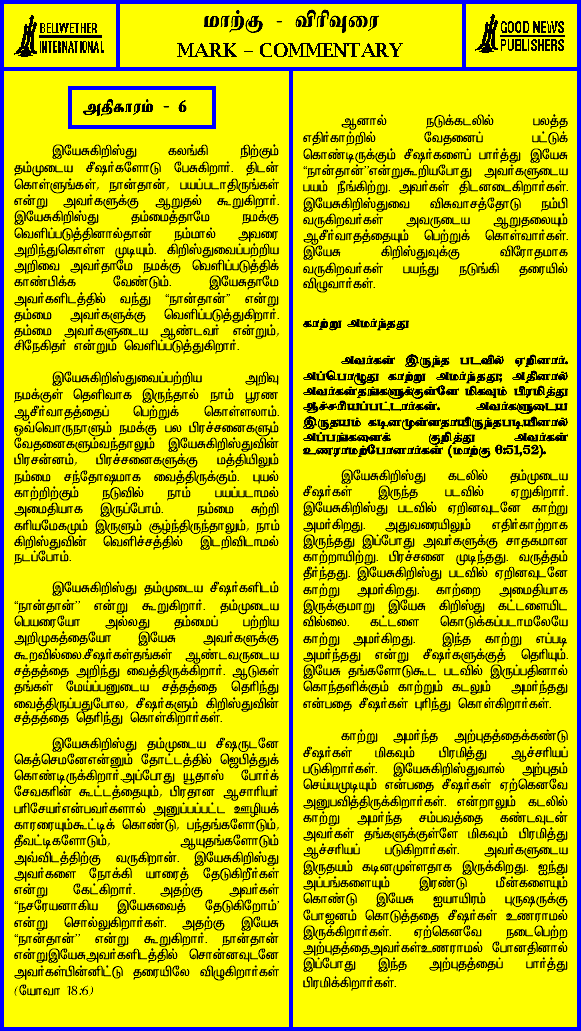 BELLWETHER
INTERNATIONAL
மாற்கு - விரிவுரை
MARK – COMMENTARY
GOOD NEWS
PUBLISHERS
அதிகாரம் - 6
இயேசுகிறிஸ்து கலங்கி நிற்கும்
தம்முடைய சீஷர்களோடு பேசுகிறார். திடன்
கொள்ளுங்கள், நான்தான், பயப்படாதிருங்கள்
என்று அவர்களுக்கு ஆறுதல் கூறுகிறார்.
இயேசுகிறிஸ்து தம்மைத்தாமே நமக்கு
வெளிப்படுத்தினால்தான் நம்மால் அவரை
அறிந்துகொள்ள முடியும். கிறிஸ்துவைப்பற்றிய
அறிவை அவர்தாமே நமக்கு வெளிப்படுத்திக்
காண்பிக்க வேண்டும். இயேசுதாமே
அவர்களிடத்தில் வந்து “நான்தான்” என்று
தம்மை அவர்களுக்கு வெளிப்படுத்துகிறார்.
தம்மை அவர்களுடைய ஆண்டவர் என்றும்,
சிநேகிதர் என்றும் வெளிப்படுத்துகிறார்.
இயேசுகிறிஸ்துவைப்பற்றிய அறிவு
நமக்குள் தெளிவாக இருந்தால் நாம் பூரண
ஆசீர்வாதத்தைப் பெற்றுக் கொள்ளலாம்.
ஒவ்வொருநாளும் நமக்கு பல பிரச்சனைகளும்
வேதனைகளும்வந்தாலும் இயேசுகிறிஸ்துவின்
பிரசன்னம், பிரச்சனைகளுக்கு மத்தியிலும்
நம்மை சந்தோஷமாக வைத்திருக்கும். புயல்
காற்றிற்கும் நடுவில் நாம் பயப்படாமல்
அமைதியாக இருப்போம். நம்மை சுற்றி
கரியமேகமும் இருளும் சூழ்ந்திருந்தாலும், நாம்
கிறிஸ்துவின் வெளிச்சத்தில் இடறிவிடாமல்
நடப்போம்.
இயேசுகிறிஸ்து தம்முடைய சீஷர்களிடம்
“நான்தான்” என்று கூறுகிறார். தம்முடைய
பெயரையோ அல்லது தம்மைப் பற்றிய
அறிமுகத்தையோ இயேசு அவர்களுக்கு
கூறவில்லை.சீஷர்கள்தங்கள் ஆண்டவருடைய
சத்தத்தை அறிந்து வைத்திருக்கிறார். ஆடுகள்
தங்கள் மேய்ப்பனுடைய சத்தத்தை தெரிந்து
வைத்திருப்பதுபோல, சீஷர்களும் கிறிஸ்துவின்
சத்தத்தை தெரிந்து கொள்கிறார்கள்.
இயேசுகிறிஸ்து தம்முடைய சீஷருடனே
கெத்செமனேஎன்னும் தோட்டத்தில் ஜெபித்துக்
கொண்டிருக்கிறார்.அப்போது யூதாஸ் போர்ச்
சேவகரின் கூட்டத்தையும், பிரதான ஆசாரியர்
பரிசேயர்என்பவர்களால் அனுப்பப்பட்ட ஊழியக்
காரரையும்கூட்டிக் கொண்டு, பந்தங்களோடும்,
தீவட்டிகளோடும், ஆயுதங்களோடும்
அவ்விடத்திற்கு வருகிறான். இயேசுகிறிஸ்து
அவர்களை நோக்கி யாரைத் தேடுகிறீர்கள்
என்று கேட்கிறார். அதற்கு அவர்கள்
“நசரேயனாகிய இயேசுவைத் தேடுகிறோம்'
என்று சொல்லுகிறார்கள். அதற்கு இயேசு
“நான்தான்” என்று கூறுகிறார். நான்தான்
என்றுஇயேசுஅவர்களிடத்தில் சொன்னவுடனே
அவர்கள்பின்னிட்டு தரையிலே விழுகிறார்கள்
(யோவா 18:6)
ஆனால் நடுக்கடலில் பலத்த
எதிர்காற்றில் வேதனைப் பட்டுக்
கொண்டிருக்கும் சீஷர்களைப் பார்த்து இயேசு
“நான்தான்”என்றுகூறியபோது அவர்களுடைய
பயம் நீங்கிற்று. அவர்கள் திடனடைகிறார்கள்.
இயேசுகிறிஸ்துவை விசுவாசத்தோடு நம்பி
வருகிறவர்கள் அவருடைய ஆறுதலையும்
ஆசீர்வாதத்தையும் பெற்றுக் கொள்வார்கள்.
இயேசு கிறிஸ்துவுக்கு விரோதமாக
வருகிறவர்கள் பயந்து நடுங்கி தரையில்
விழுவார்கள்.
காற்று அமர்ந்தது
அவர்கள் இருந்த படவில் ஏறினார்.
அப்பொழுது காற்று அமர்ந்தது; அதினால்
அவர்கள்தங்களுக்குள்ளே மிகவும் பிரமித்து
ஆச்சரியப்பட்டார்கள். அவர்களுடைய
இருதயம் கடினமுள்ளதாயிருந்தபடியினால்
அப்பங்களைக் குறித்து அவர்கள்
உணராமற்போனார்கள் (மாற்கு 6:51,52).
இயேசுகிறிஸ்து கடலில் தம்முடைய
சீஷர்கள் இருந்த படவில் ஏறுகிறார்.
இயேசுகிறிஸ்து படவில் ஏறினவுடனே காற்று
அமர்கிறது. அதுவரையிலும் எதிர்காற்றாக
இருந்தது இப்போது அவர்களுக்கு சாதகமான
காற்றாயிற்று. பிரச்சனை முடிந்தது. வருத்தம்
தீர்ந்தது. இயேசுகிறிஸ்து படவில் ஏறினவுடனே
காற்று அமர்கிறது. காற்றை அமைதியாக
இருக்குமாறு இயேசு கிறிஸ்து கட்டளையிட
வில்லை. கட்டளை கொடுக்கப்படாமலேயே
காற்று அமர்கிறது. இந்த காற்று எப்படி
அமர்ந்தது என்று சீஷர்களுக்குத் தெரியும்.
இயேசு தங்களோடுகூட படவில் இருப்பதினால்
கொந்தளிக்கும் காற்றும் கடலும் அமர்ந்தது
என்பதை சீஷர்கள் புரிந்து கொள்கிறார்கள்.
காற்று அமர்ந்த அற்புதத்தைக்கண்டு
சீஷர்கள் மிகவும் பிரமித்து ஆச்சரியப்
படுகிறார்கள். இயேசுகிறிஸ்துவால் அற்புதம்
செய்யமுடியும் என்பதை சீஷர்கள் ஏற்கெனவே
அனுபவித்திருக்கிறார்கள். என்றாலும் கடலில்
காற்று அமர்ந்த சம்பவத்தை கண்டவுடன்
அவர்கள் தங்களுக்குள்ளே மிகவும் பிரமித்து
ஆச்சரியப் படுகிறார்கள். அவர்களுடைய
இருதயம் கடினமுள்ளதாக இருக்கிறது. ஐந்து
அப்பங்களையும் இரண்டு மீன்களையும்
கொண்டு இயேசு ஐயாயிரம் புருஷருக்கு
போஜனம் கொடுத்ததை சீஷர்கள் உணராமல்
இருக்கிறார்கள். ஏற்கெனவே நடைபெற்ற
அற்புதத்தைஅவர்கள்உணராமல் போனதினால்
இப்போது இந்த அற்புதத்தைப் பார்த்து
பிரமிக்கிறார்கள்.